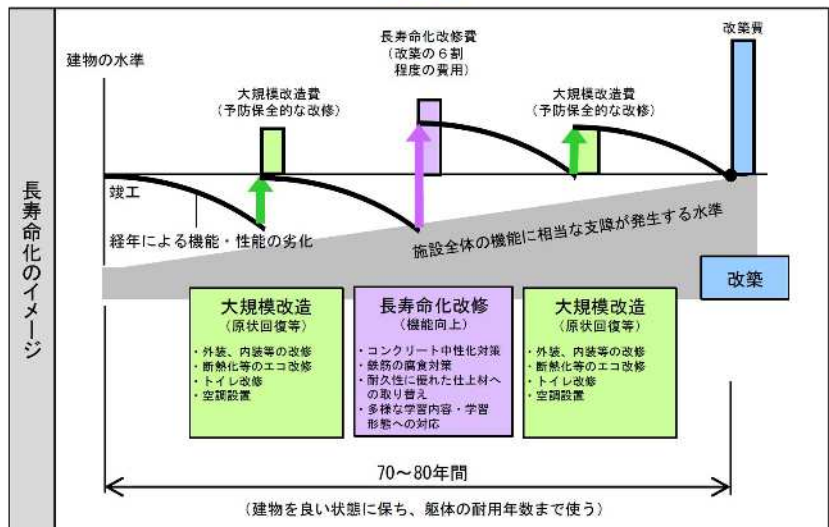 長寿命化のイメージ
建物の水準
大規模改造費
(予防保全的な改修)
長寿命化改修費
(改築の6割
程度の費用)
大規模改造費
(予防保全的な改修)
改築費
竣工
経年による機能・性能の劣化
施設全体の機能に相当な支障が発生する水準
大規模改造
(原状回復等)
・外装、内装等の改修
・断熱化等のエコ改修
・トイレ改修
・空調設置
長寿命化改修
(機能向上)
・コンクリート中性化対策
・鉄筋の腐食対策
・耐久性に優れた仕上材へ
の取り替え
・多様な学習内容・学習
形態への対応
大規模改造
(原状回復等)
・外装、内装等の改修
・断熱化等のエコ改修
・トイレ改修
・空調設置
改築
70～80年間
(建物を良い状態に保ち、躯体の耐用年数まで使う)